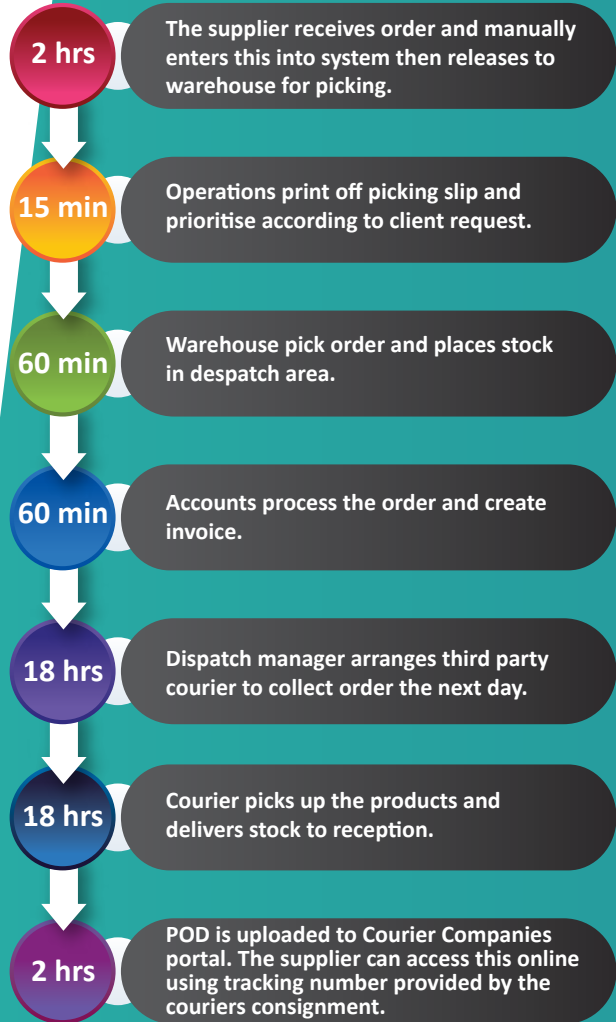 2 hrs
The supplier receives order and manually
enters this into system then releases to
warehouse for picking.
15 min
Operations print off picking slip and
prioritise according to client request.
60 min
Warehouse pick order and places stock
in despatch area.
60 min
Accounts process the order and create
invoice.
18 hrs
Dispatch manager arranges third party
courier to collect order the next day.
18 hrs
Courier picks up the products and
delivers stock to reception.
2 hrs
POD is uploaded to Courier Companies
portal. The supplier can access this online
using tracking number provided by the
couriers consignment.